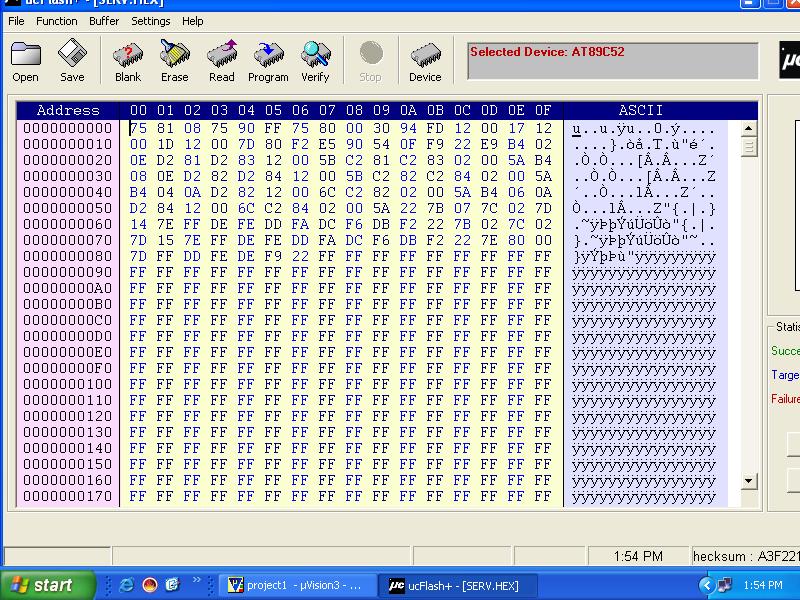 ucFlash+ - [SERV.HEX]
File Function Buffer Settings Help
Open Save Blank Erase Read Program Verify Stop Device
Selected Device: AT89C52
Address 00 01 02 03 04 05 06 07 08 09 0A 0B 0C 0D 0E 0F ASCII
0000000000 75 81 08 75 90 FF 75 80 00 30 94 FD 12 00 17 12 u..u.ÿu..0.ý....
0000000010 00 1D 12 00 7D 80 F2 E5 90 54 0F F9 22 E9 B4 02 ....}.òå.T.ù"é´.
0000000020 0E D2 81 D2 83 12 00 5B C2 81 C2 83 02 00 5A B4 .Ò.Ò...[Â.Â...Z´
0000000030 08 0E D2 82 D2 84 12 00 5B C2 82 C2 84 02 00 5A ..Ò.Ò...[Â.Â...Z
0000000040 B4 04 0A D2 82 12 00 6C C2 82 02 00 5A B4 06 0A ´..Ò...lÂ...Z´..
0000000050 D2 84 12 00 6C C2 84 02 00 5A 22 7B 07 7C 02 7D Ò...lÂ...Z"{.|.}
0000000060 14 7E FF DE FE DD FA DC F6 DB F2 22 7B 02 7C 02 .~ÿÞþÝúÜöÛò"{.|.
0000000070 7D 15 7E FF DE FE DD FA DC F6 DB F2 22 7E 80 00 }.~ÿÞþÝúÜöÛò"~..
0000000080 7D FF DD FE DE F9 22 FF FF FF FF FF FF FF FF FF }ÿÝþÞù"ÿÿÿÿÿÿÿÿÿ
0000000090 FF FF FF FF FF FF FF FF FF FF FF FF FF FF FF FF ÿÿÿÿÿÿÿÿÿÿÿÿÿÿÿÿ
00000000A0 FF FF FF FF FF FF FF FF FF FF FF FF FF FF FF FF ÿÿÿÿÿÿÿÿÿÿÿÿÿÿÿÿ
00000000B0 FF FF FF FF FF FF FF FF FF FF FF FF FF FF FF FF ÿÿÿÿÿÿÿÿÿÿÿÿÿÿÿÿ
00000000C0 FF FF FF FF FF FF FF FF FF FF FF FF FF FF FF FF ÿÿÿÿÿÿÿÿÿÿÿÿÿÿÿÿ
00000000D0 FF FF FF FF FF FF FF FF FF FF FF FF FF FF FF FF ÿÿÿÿÿÿÿÿÿÿÿÿÿÿÿÿ
00000000E0 FF FF FF FF FF FF FF FF FF FF FF FF FF FF FF FF ÿÿÿÿÿÿÿÿÿÿÿÿÿÿÿÿ
00000000F0 FF FF FF FF FF FF FF FF FF FF FF FF FF FF FF FF ÿÿÿÿÿÿÿÿÿÿÿÿÿÿÿÿ
0000000100 FF FF FF FF FF FF FF FF FF FF FF FF FF FF FF FF ÿÿÿÿÿÿÿÿÿÿÿÿÿÿÿÿ
0000000110 FF FF FF FF FF FF FF FF FF FF FF FF FF FF FF FF ÿÿÿÿÿÿÿÿÿÿÿÿÿÿÿÿ
0000000120 FF FF FF FF FF FF FF FF FF FF FF FF FF FF FF FF ÿÿÿÿÿÿÿÿÿÿÿÿÿÿÿÿ
0000000130 FF FF FF FF FF FF FF FF FF FF FF FF FF FF FF FF ÿÿÿÿÿÿÿÿÿÿÿÿÿÿÿÿ
0000000140 FF FF FF FF FF FF FF FF FF FF FF FF FF FF FF FF ÿÿÿÿÿÿÿÿÿÿÿÿÿÿÿÿ
0000000150 FF FF FF FF FF FF FF FF FF FF FF FF FF FF FF FF ÿÿÿÿÿÿÿÿÿÿÿÿÿÿÿÿ
0000000160 FF FF FF FF FF FF FF FF FF FF FF FF FF FF FF FF ÿÿÿÿÿÿÿÿÿÿÿÿÿÿÿÿ
0000000170 FF FF FF FF FF FF FF FF FF FF FF FF FF FF FF FF ÿÿÿÿÿÿÿÿÿÿÿÿÿÿÿÿ
Statis
Succe
Targe
Failure
1:54 PM hecksum : A3F221
start project1 - µVision3 - ... µc ucFlash+ - [SERV.HEX] 1:54 PM